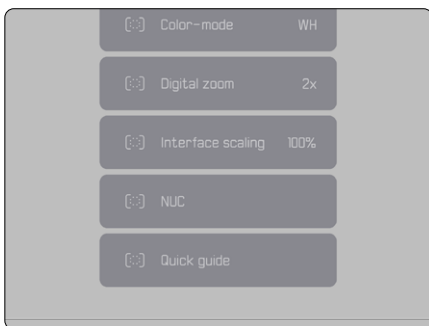 Color-mode WH
Digital zoom 2x
Interface scaling 100%
NUC
Quick guide